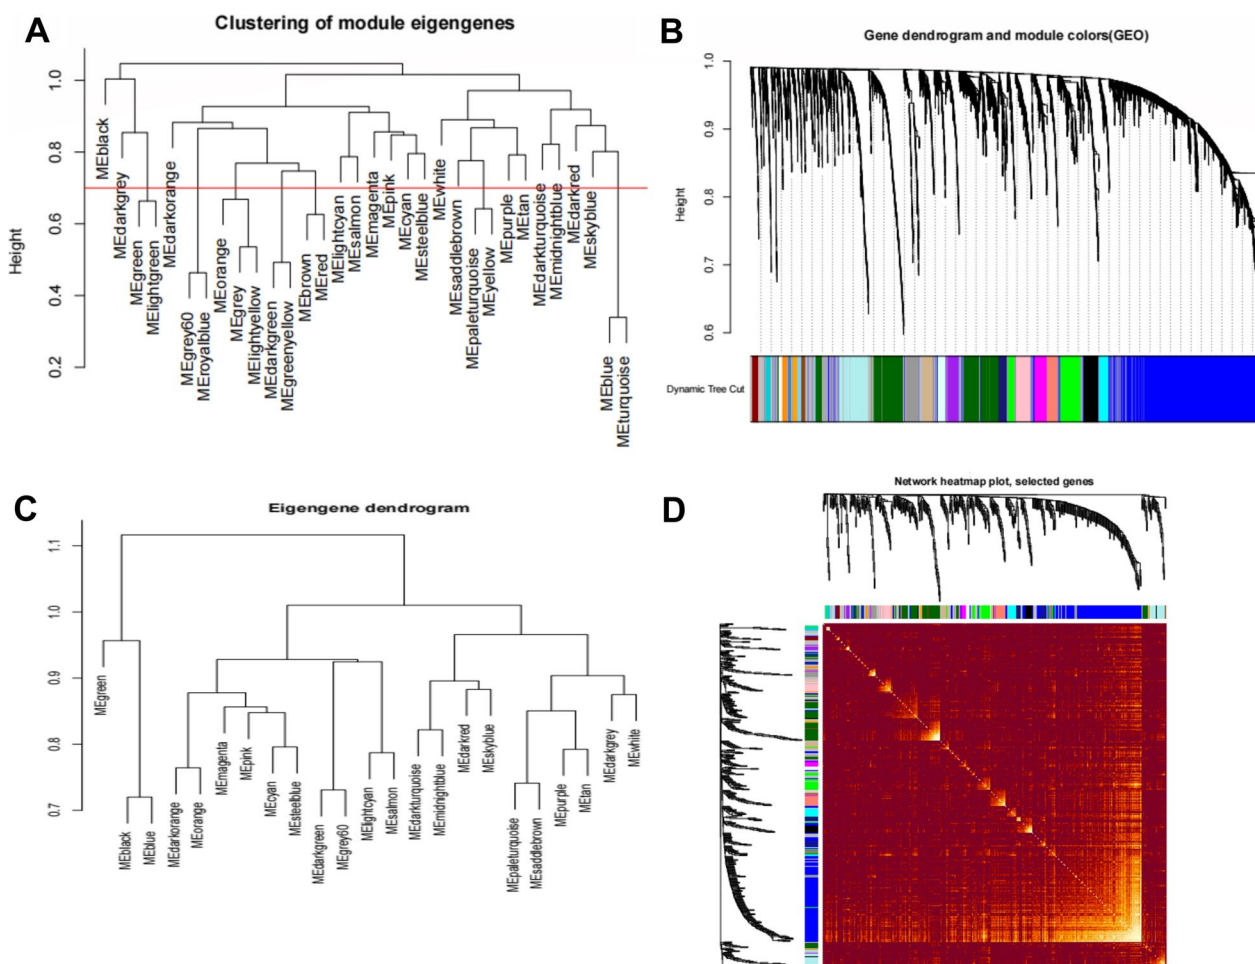 A
Clustering of module eigengenes
Height
1.0
0.8
0.6
0.4
0.2
MEblack
MEdarkgrey
MEgreen
MElightgreen
MEdarkorange
MEgrey60
MEroyalblue
MEorange
MEgrey
MElightyellow
MEdarkgreen
MEgreenyellow
MEbrown
MEred
MElightcyan
MEsalmon
MEmagenta
MEpink
MEcyan
MEsteelblue
MEwhite
MEsaddlebrown
MEpaleturquoise
MEyellow
MEpurple
MEtan
MEdarkturquoise
MEmidnightblue
MEdarkred
MEskyblue
MEblue
MEturquoise
B
Gene dendrogram and module colors(GEO)
Height
1.0
0.9
0.8
0.7
0.6
Dynamic Tree Cut
C
Eigengene dendrogram
1.1
1.0
0.9
0.8
0.7
MEgreen
MEblack
MEblue
MEdarkorange
MEorange
MEmagenta
MEpink
MEcyan
MEsteelblue
MEdarkgreen
MEgrey60
MElightcyan
MEsalmon
MEdarkturquoise
MEmidnightblue
MEdarkred
MEskyblue
MEpaleturquoise
MEsaddlebrown
MEpurple
MEtan
MEdarkgrey
MEwhite
D
Network heatmap plot, selected genes